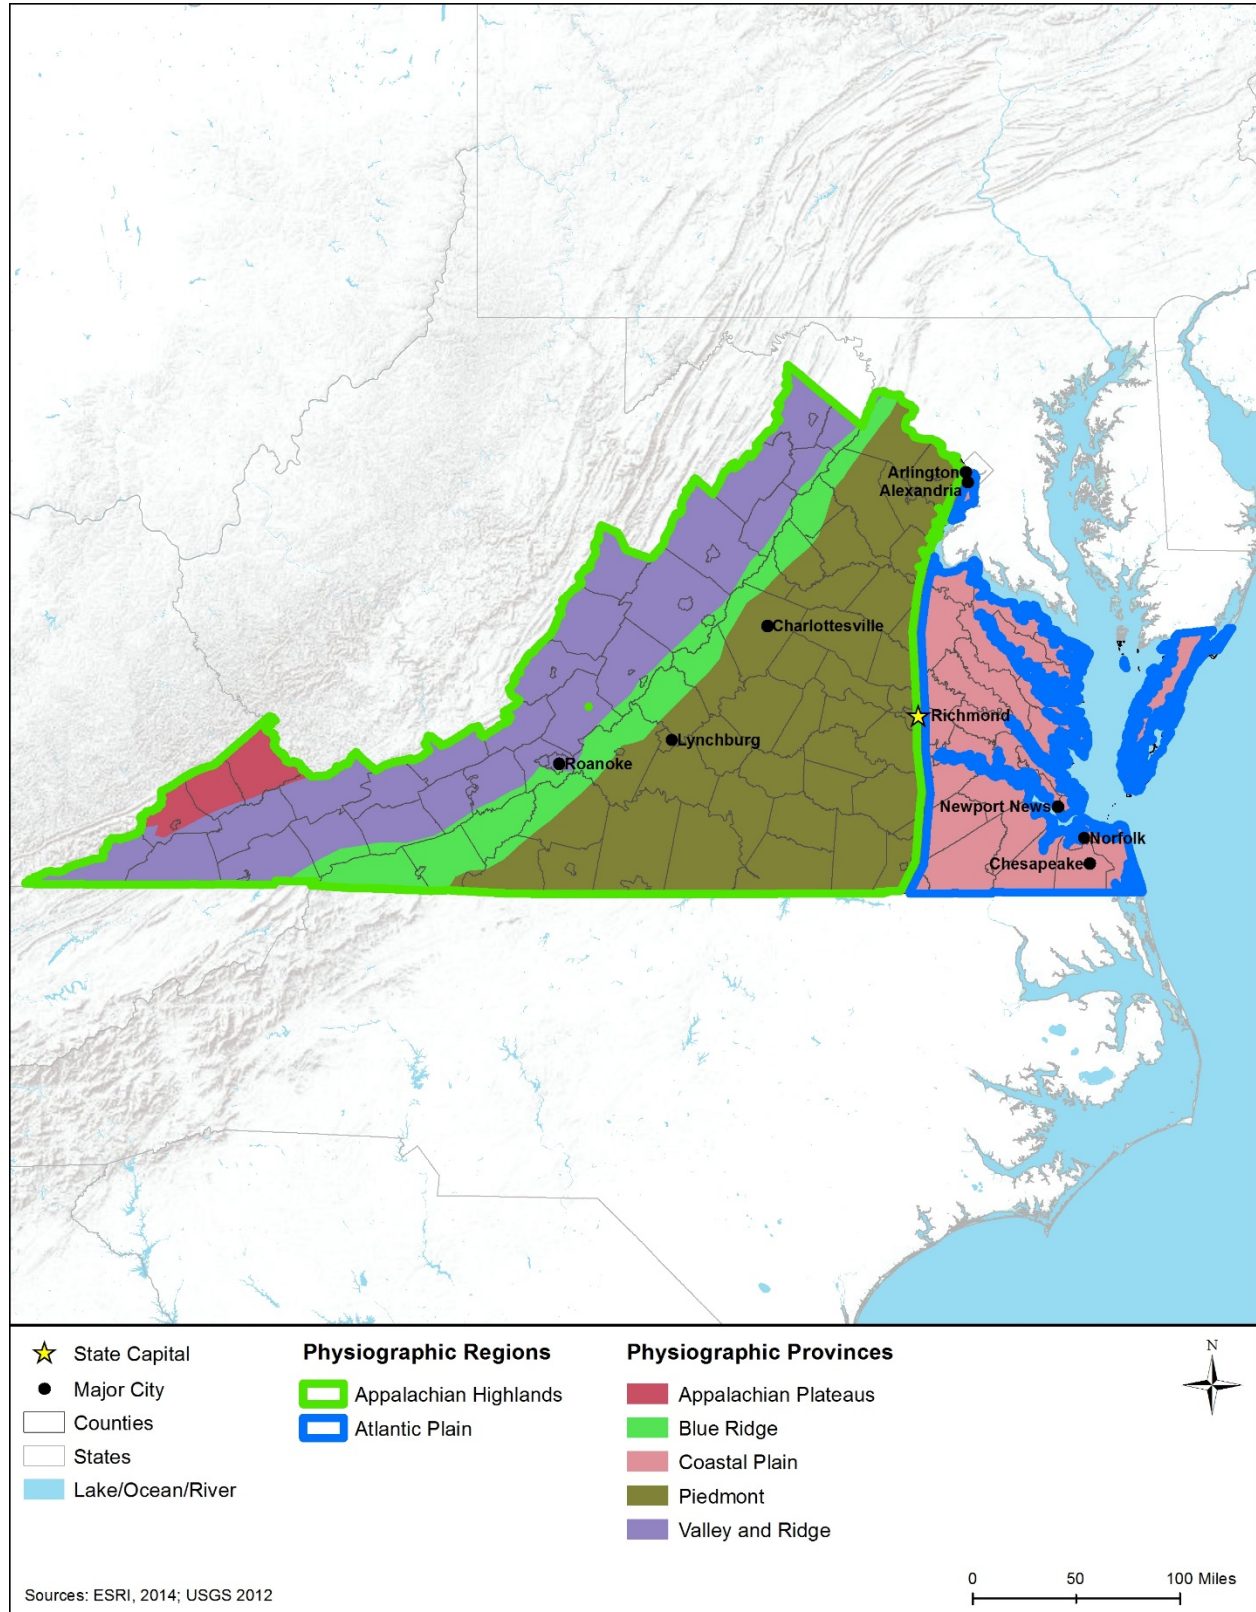 Arlington
Alexandria
Charlottesville
Richmond
Lynchburg
Roanoke
Newport News
Norfolk
Chesapeake
State Capital
Major City
Counties
States
Lake/Ocean/River
Physiographic Regions
Appalachian Highlands
Atlantic Plain
Physiographic Provinces
Appalachian Plateaus
Blue Ridge
Coastal Plain
Piedmont
Valley and Ridge
N
Sources: ESRI, 2014; USGS 2012
0 50 100 Miles